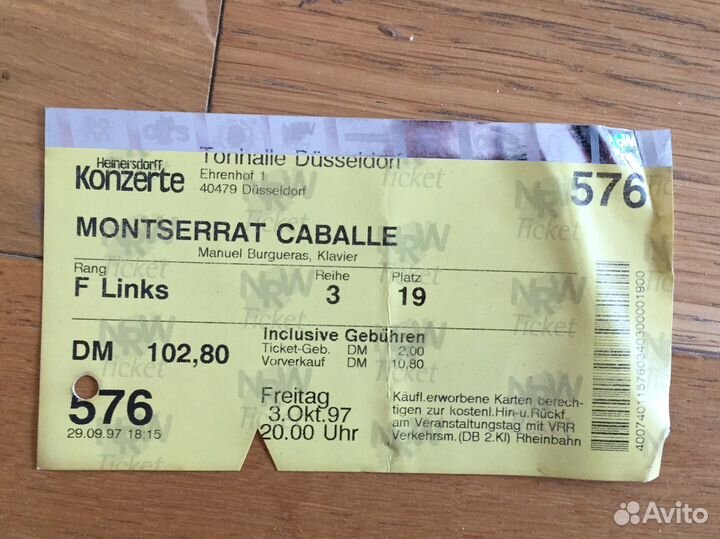 Tonhalle Düsseldorf
Heinersdorff
Konzerte
Ehrenhof 1
40479 Düsseldorf
576
MONTSERRAT CABALLE
Manuel Burgueras, Klavier
Rang Reihe Platz
F Links 3 19
DM 102,80
Inclusive Gebühren
Ticket-Geb. DM 2,00
Vorverkauf DM 10,80
576
29.09.97 18:15
Freitag
3.Okt.97
20.00 Uhr
Käufl.erworbene Karten berech-
tigen zur kostenl.Hin-u.Rückf.
am Veranstaltungstag mit VRR
Verkehrsm.(DB 2.Kl) Rheinbahn
NRW
Ticket
Avito